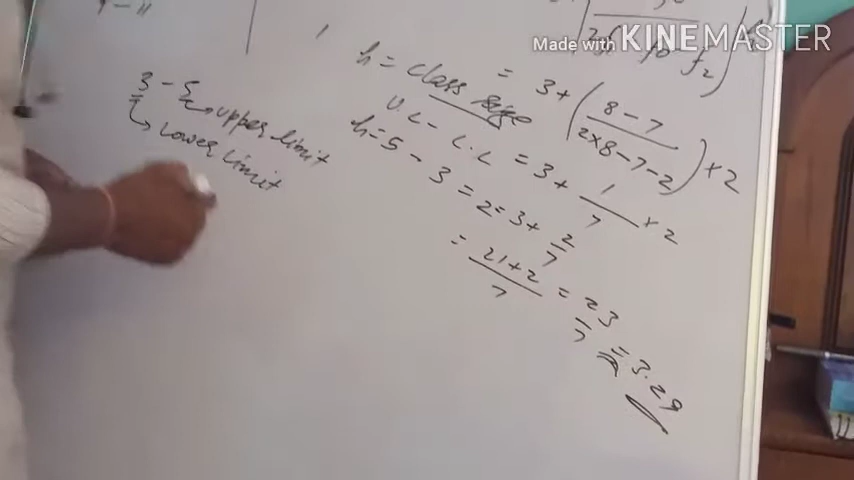 Made with KINEMASTER
3 - 5
upper limit
Lower limit
h = class size
U.L - L.L
h = 5 - 3 = 2
= 3 + (8 - 7 / 2×8 - 7 - 2) × 2
= 3 + 1/7 × 2
= 3 + 2/7
= 21+2/7 = 23/7 = 3.29